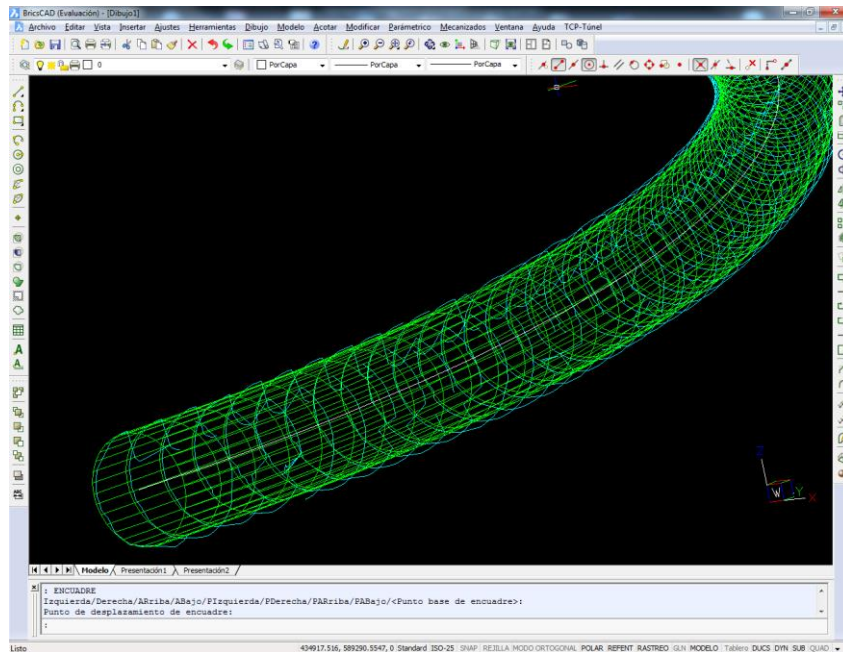 BricsCAD (Evaluación) - [Dibujo1]
Archivo Editar Vista Insertar Ajustes Herramientas Dibujo Modelo Acotar Modificar Paramétrico Mecanizados Ventana Ayuda TCP-Túnel
0 PorCapa PorCapa PorCapa
Z
W Y X
Modelo Presentación1 Presentación2
: ENCUADRE
Izquierda/Derecha/ARriba/ABajo/PIzquierda/PDerecha/PARriba/PABajo/<Punto base de encuadre>:
Punto de desplazamiento de encuadre:
:
Listo 434917.516, 589290.5547, 0 Standard ISO-25 SNAP REJILLA MODO ORTOGONAL POLAR REFENT RASTREO GLN MODELO Tablero DUCS DYN SUB QUAD